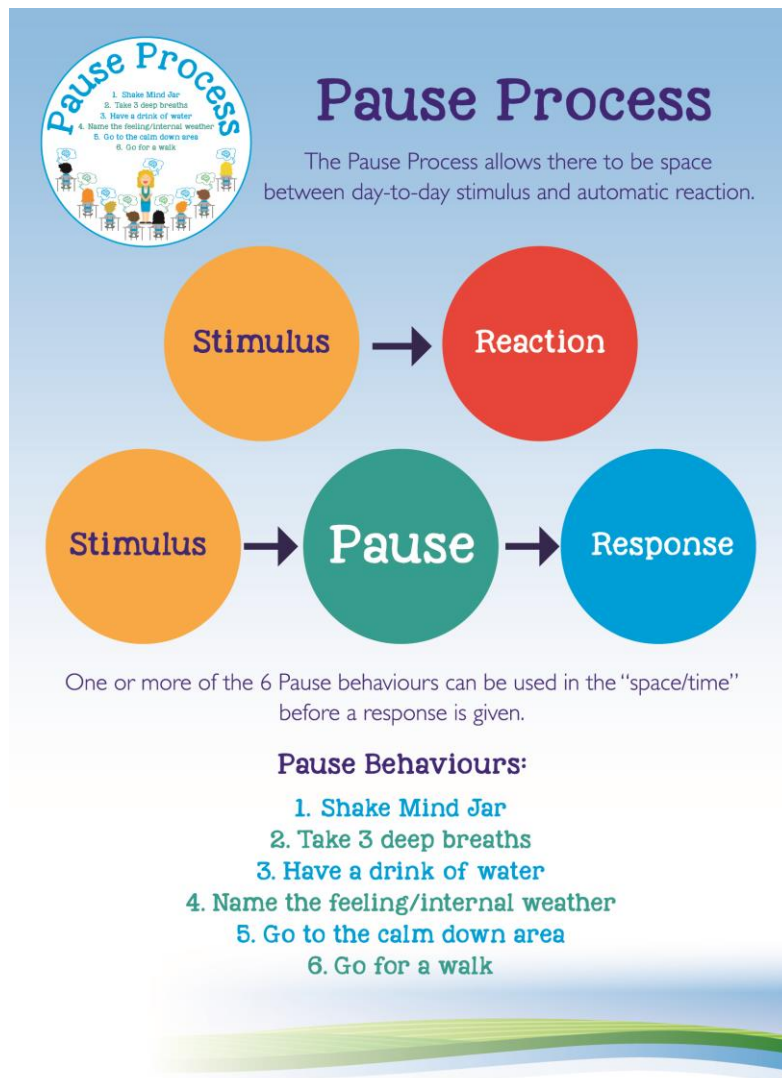 Pause Process
1. Shake Mind Jar
2. Take 3 deep breaths
3. Have a drink of water
4. Name the feeling/internal weather
5. Go to the calm down area
6. Go for a walk
Pause Process
The Pause Process allows there to be space
between day-to-day stimulus and automatic reaction.
Stimulus
Reaction
Stimulus
Pause
Response
One or more of the 6 Pause behaviours can be used in the “space/time”
before a response is given.
Pause Behaviours:
1. Shake Mind Jar
2. Take 3 deep breaths
3. Have a drink of water
4. Name the feeling/internal weather
5. Go to the calm down area
6. Go for a walk